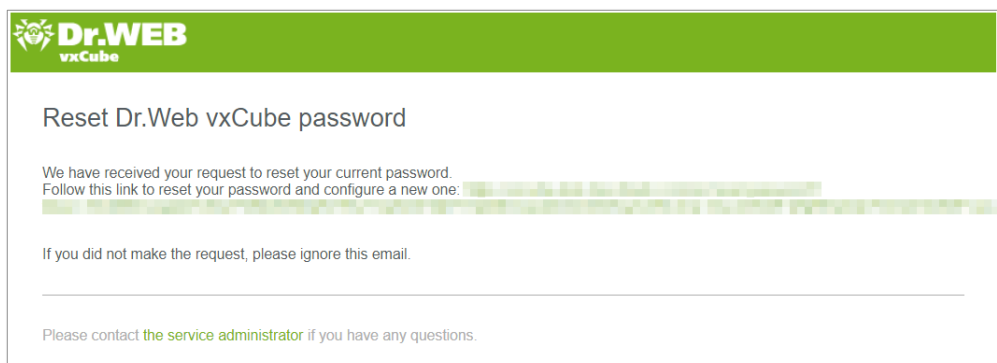 Dr.WEB
vxCube
Reset Dr.Web vxCube password
We have received your request to reset your current password.
Follow this link to reset your password and configure a new one:
If you did not make the request, please ignore this email.
Please contact the service administrator if you have any questions.